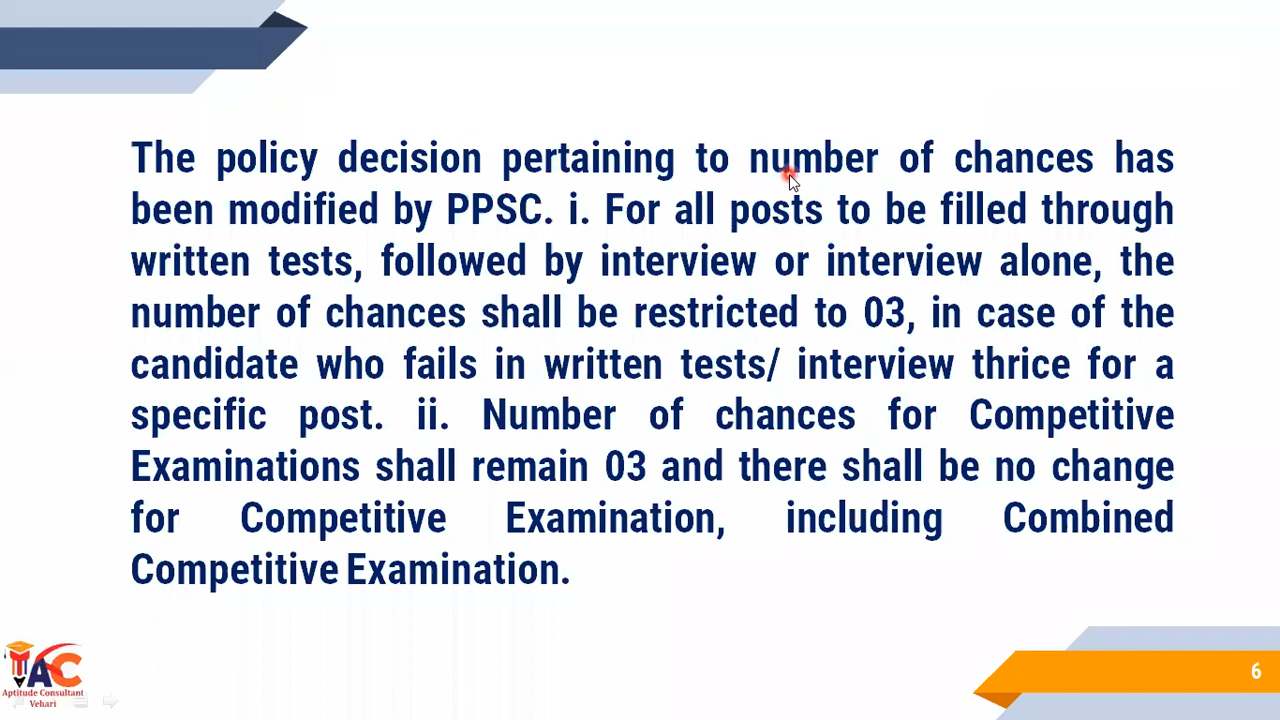 The policy decision pertaining to number of chances has
been modified by PPSC. i. For all posts to be filled through
written tests, followed by interview or interview alone, the
number of chances shall be restricted to 03, in case of the
candidate who fails in written tests/ interview thrice for a
specific post. ii. Number of chances for Competitive
Examinations shall remain 03 and there shall be no change
for Competitive Examination, including Combined
Competitive Examination.
AC
Aptitude Consultant
Vehari
6